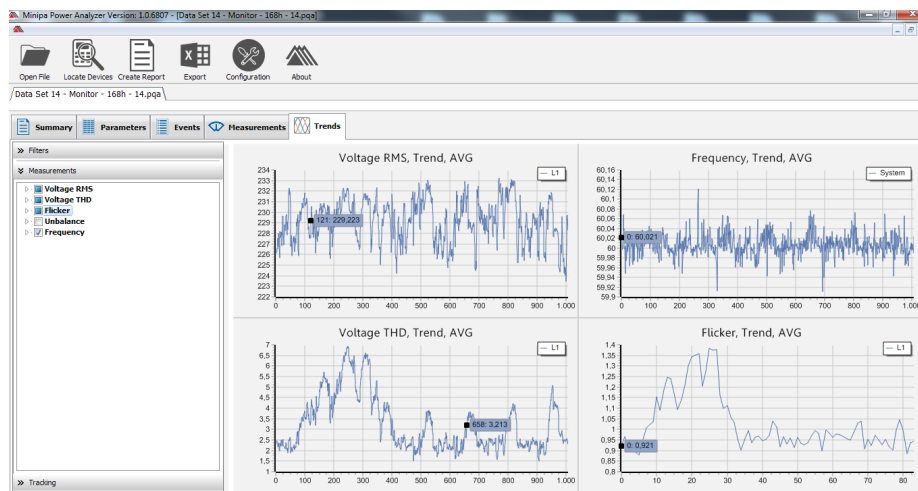 Minipa Power Analyzer Version: 1.0.6807 - [Data Set 14 - Monitor - 168h - 14.pqa]
Open File Locate Devices Create Report Export Configuration About
Data Set 14 - Monitor - 168h - 14.pqa
Summary Parameters Events Measurements Trends
Filters
Measurements
Voltage RMS
Voltage THD
Flicker
Unbalance
Frequency
Tracking
Voltage RMS, Trend, AVG
L1
234
233
232
231
230
229
228
227
226
225
224
223
222
121: 229,223
0 100 200 300 400 500 600 700 800 900 1.000
Frequency, Trend, AVG
System
60,16
60,14
60,12
60,1
60,08
60,06
60,04
60,02
60
59,98
59,96
59,94
59,92
59,9
0: 60,021
0 100 200 300 400 500 600 700 800 900 1.000
Voltage THD, Trend, AVG
L1
7
6,5
6
5,5
5
4,5
4
3,5
3
2,5
2
1,5
1
658: 3,213
0 100 200 300 400 500 600 700 800 900 1.000
Flicker, Trend, AVG
L1
1,4
1,35
1,3
1,25
1,2
1,15
1,1
1,05
1
0,95
0,9
0,85
0,8
0: 0,921
0 10 20 30 40 50 60 70 80